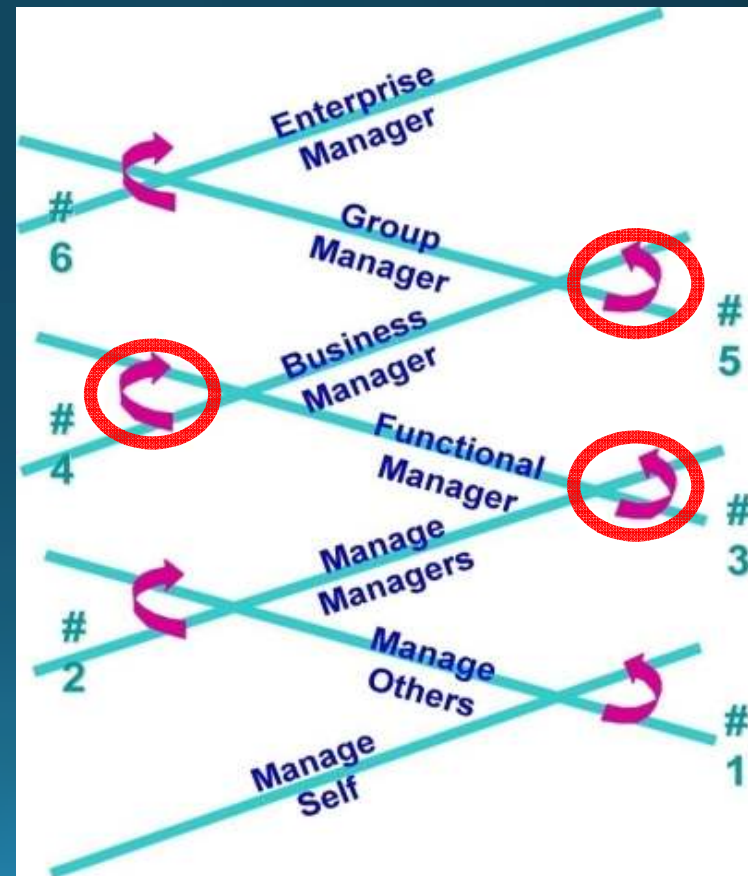 Enterprise
Manager
#
6
Group
Manager
#
5
Business
Manager
#
4
Functional
Manager
#
3
Manage
Managers
#
2
Manage
Others
#
1
Manage
Self